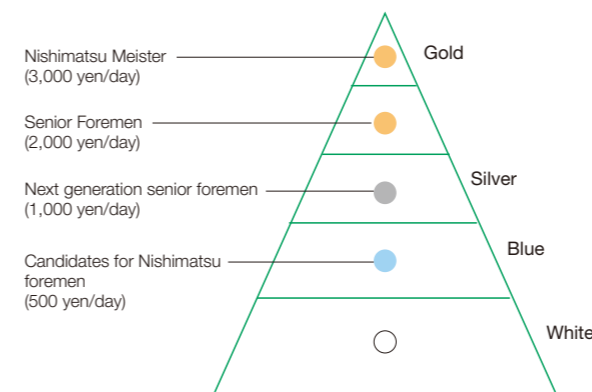 Nishimatsu Meister
(3,000 yen/day)
Gold
Senior Foremen
(2,000 yen/day)
Next generation senior foremen
(1,000 yen/day)
Silver
Candidates for Nishimatsu
foremen
(500 yen/day)
Blue
White